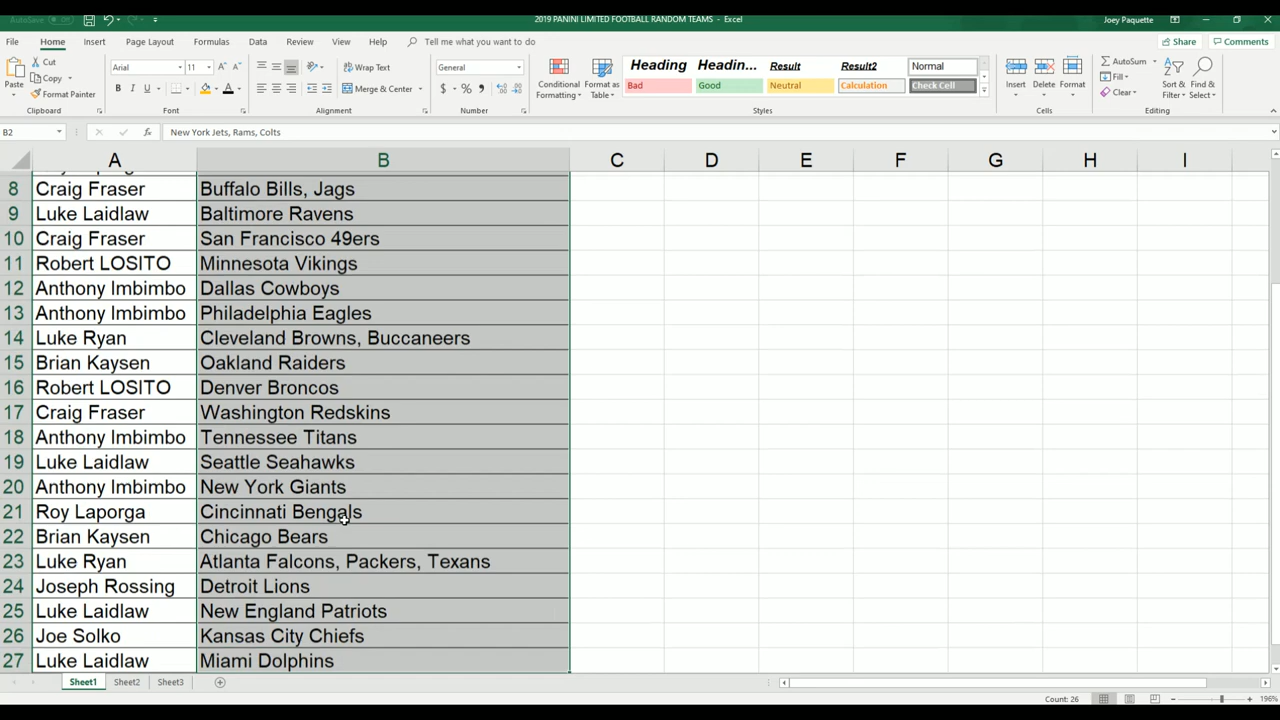 AutoSave Off
2019 PANINI LIMITED FOOTBALL RANDOM TEAMS - Excel
Joey Paquette
File Home Insert Page Layout Formulas Data Review View Help Tell me what you want to do
Share Comments
Paste
Cut
Copy
Format Painter
Arial 11
B I U
Wrap Text
Merge & Center
General
$ % ,
Conditional Formatting
Format as Table
Heading Headin... Result Result2 Normal
Bad Good Neutral Calculation Check Cell
Insert Delete Format
AutoSum
Fill
Clear
Sort & Filter
Find & Select
Clipboard Font Alignment Number Styles Cells Editing
B2 fx New York Jets, Rams, Colts
A B C D E F G H I
8 Craig Fraser Buffalo Bills, Jags
9 Luke Laidlaw Baltimore Ravens
10 Craig Fraser San Francisco 49ers
11 Robert LOSITO Minnesota Vikings
12 Anthony Imbimbo Dallas Cowboys
13 Anthony Imbimbo Philadelphia Eagles
14 Luke Ryan Cleveland Browns, Buccaneers
15 Brian Kaysen Oakland Raiders
16 Robert LOSITO Denver Broncos
17 Craig Fraser Washington Redskins
18 Anthony Imbimbo Tennessee Titans
19 Luke Laidlaw Seattle Seahawks
20 Anthony Imbimbo New York Giants
21 Roy Laporga Cincinnati Bengals
22 Brian Kaysen Chicago Bears
23 Luke Ryan Atlanta Falcons, Packers, Texans
24 Joseph Rossing Detroit Lions
25 Luke Laidlaw New England Patriots
26 Joe Solko Kansas City Chiefs
27 Luke Laidlaw Miami Dolphins
Sheet1 Sheet2 Sheet3
Count: 26 196%